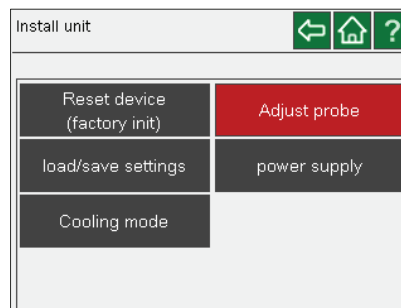 Install unit
?
Reset device
(factory init)
Adjust probe
load/save settings
power supply
Cooling mode